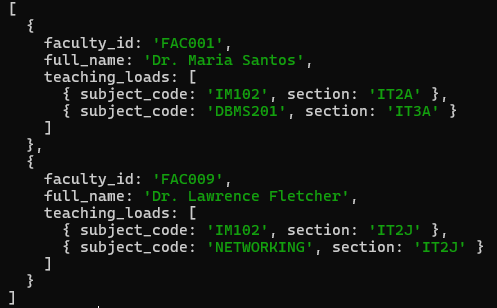 [
  {
    faculty_id: 'FAC001',
    full_name: 'Dr. Maria Santos',
    teaching_loads: [
      { subject_code: 'IM102', section: 'IT2A' },
      { subject_code: 'DBMS201', section: 'IT3A' }
    ]
  },
  {
    faculty_id: 'FAC009',
    full_name: 'Dr. Lawrence Fletcher',
    teaching_loads: [
      { subject_code: 'IM102', section: 'IT2J' },
      { subject_code: 'NETWORKING', section: 'IT2J' }
    ]
  }
]